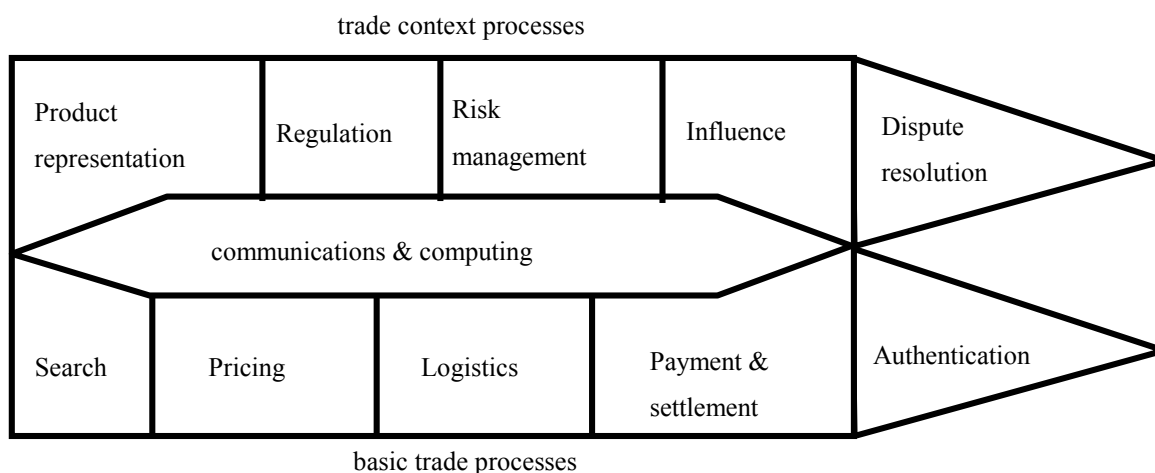 trade context processes
Product
representation
Regulation
Risk
management
Influence
Dispute
resolution
communications & computing
Search
Pricing
Logistics
Payment &
settlement
Authentication
basic trade processes